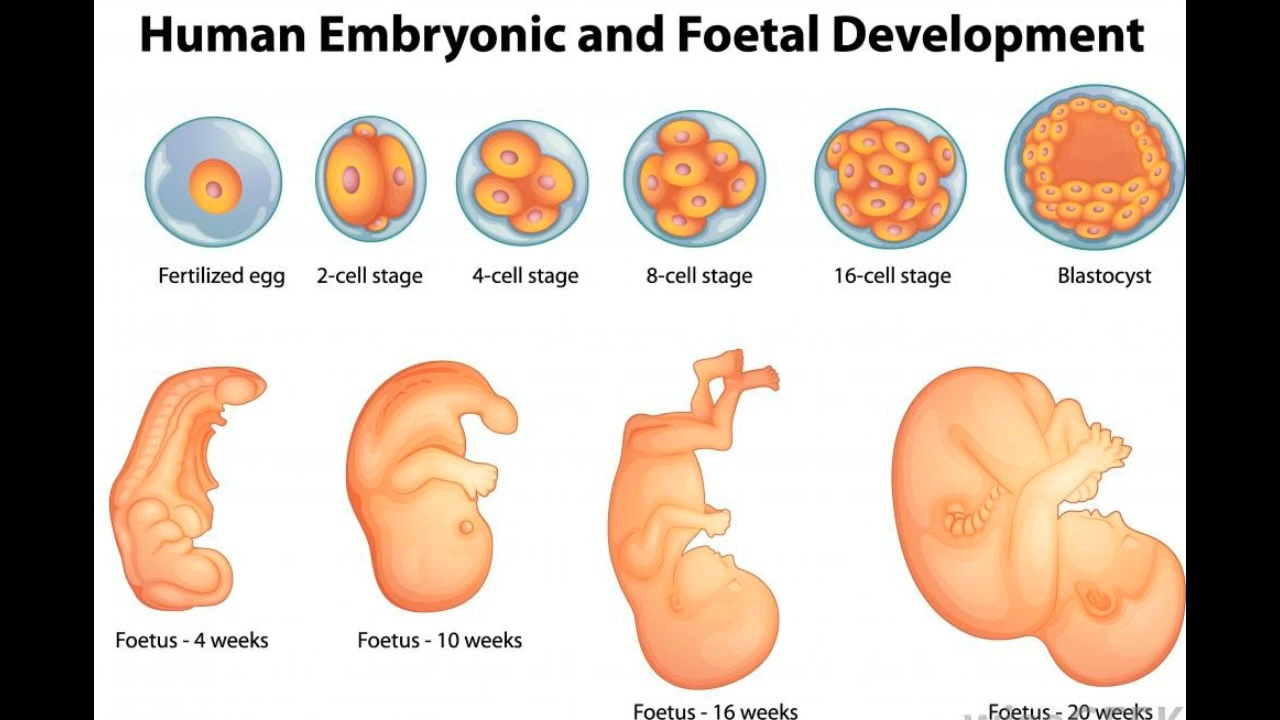 Human Embryonic and Foetal Development
Fertilized egg
2-cell stage
4-cell stage
8-cell stage
16-cell stage
Blastocyst
Foetus - 4 weeks
Foetus - 10 weeks
Foetus - 16 weeks
Foetus - 20 weeks